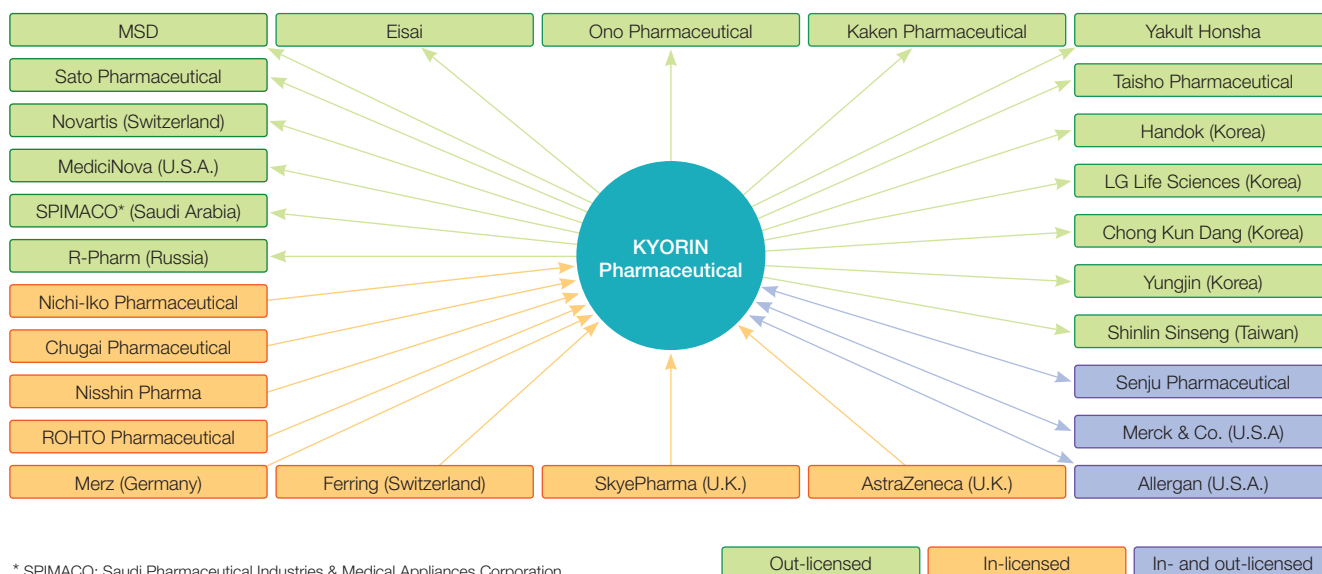 MSD
Eisai
Ono Pharmaceutical
Kaken Pharmaceutical
Yakult Honsha
Sato Pharmaceutical
Taisho Pharmaceutical
Novartis (Switzerland)
Handok (Korea)
MediciNova (U.S.A.)
LG Life Sciences (Korea)
SPIMACO* (Saudi Arabia)
Chong Kun Dang (Korea)
KYORIN
Pharmaceutical
R-Pharm (Russia)
Yungjin (Korea)
Nichi-Iko Pharmaceutical
Shinlin Sinseng (Taiwan)
Chugai Pharmaceutical
Senju Pharmaceutical
Nisshin Pharma
Merck & Co. (U.S.A)
ROHTO Pharmaceutical
Merz (Germany)
Ferring (Switzerland)
SkyePharma (U.K.)
AstraZeneca (U.K.)
Allergan (U.S.A.)
* SPIMACO: Saudi Pharmaceutical Industries & Medical Appliances Corporation
Out-licensed
In-licensed
In- and out-licensed